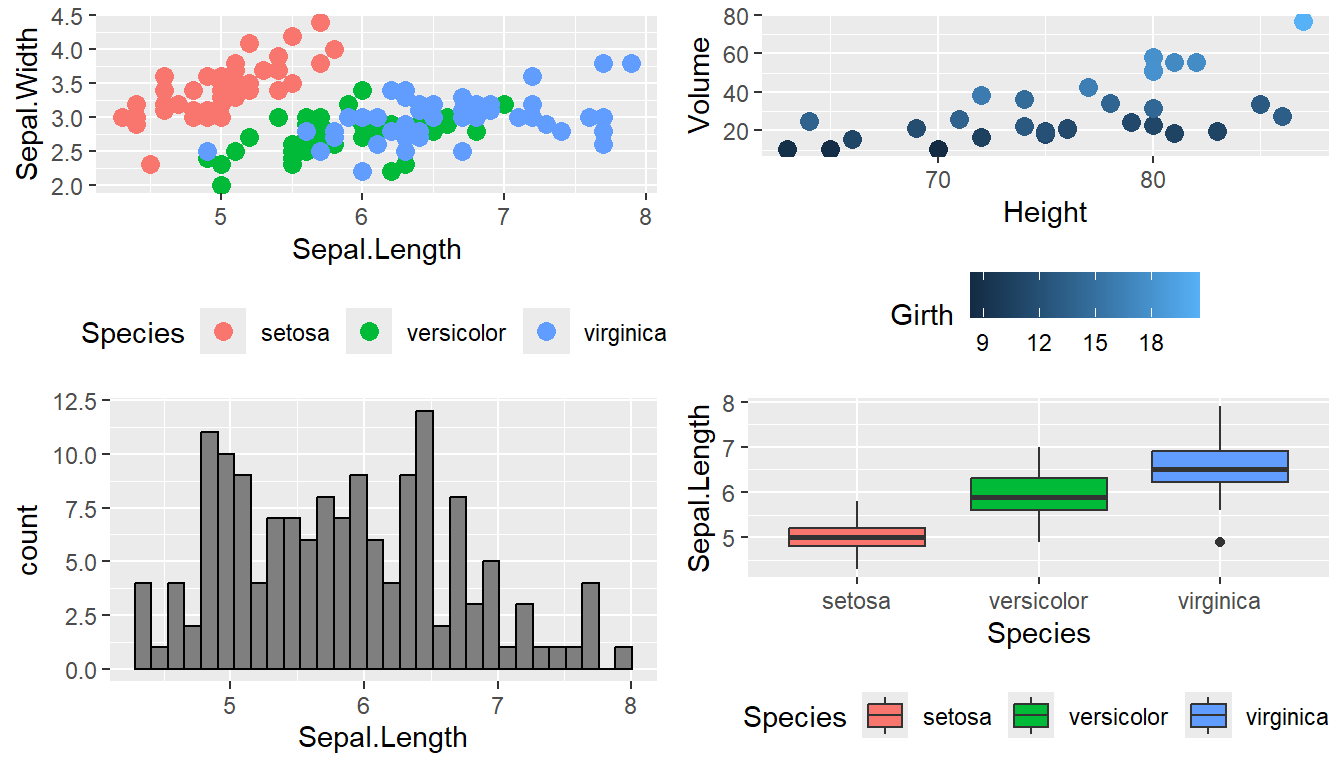 4.5
4.0
3.5
3.0
2.5
2.0
Sepal.Width
5 6 7 8
Sepal.Length
Species setosa versicolor virginica
80
60
40
20
Volume
70 80
Height
Girth
9 12 15 18
12.5
10.0
7.5
5.0
2.5
0.0
count
5 6 7 8
Sepal.Length
8
7
6
5
Sepal.Length
setosa versicolor virginica
Species
Species setosa versicolor virginica